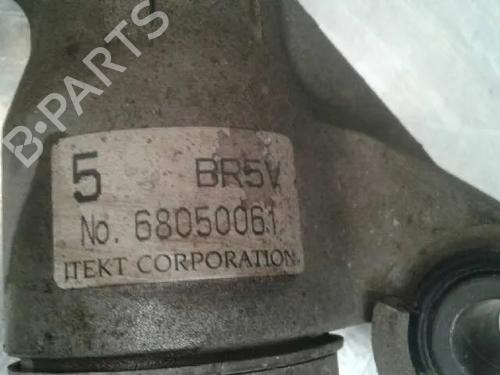 B-PARTS
5 BR5V
No. 68050061
JTEKT CORPORATION